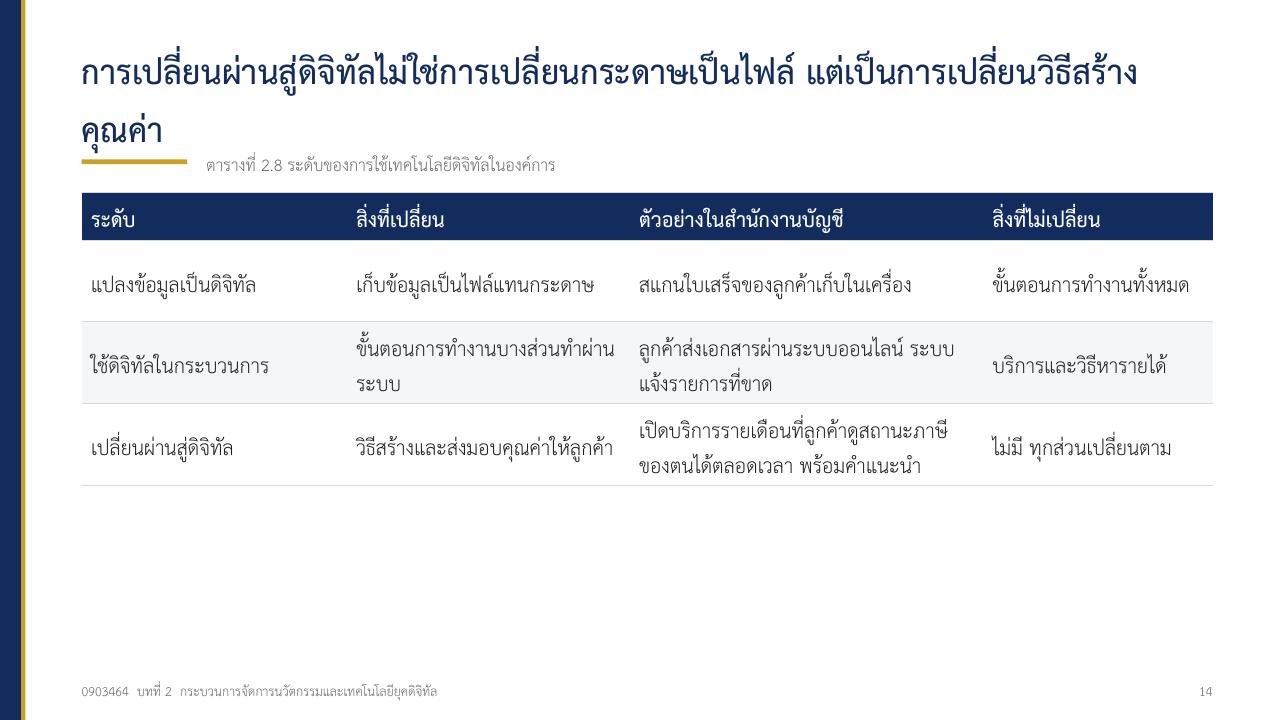 การเปลี่ยนผ่านสู่ดิจิทัลไม่ใช่การเปลี่ยนกระดาษเป็นไฟล์ แต่เป็นการเปลี่ยนวิธีสร้าง
คุณค่า
ตารางที่ 2.8 ระดับของการใช้เทคโนโลยีดิจิทัลในองค์การ
ระดับ สิ่งที่เปลี่ยน ตัวอย่างในสำนักงานบัญชี สิ่งที่ไม่เปลี่ยน
แปลงข้อมูลเป็นดิจิทัล เก็บข้อมูลเป็นไฟล์แทนกระดาษ สแกนใบเสร็จของลูกค้าเก็บในเครื่อง ขั้นตอนการทำงานทั้งหมด
ใช้ดิจิทัลในกระบวนการ
ขั้นตอนการทำงานบางส่วนทำผ่าน
ระบบ
ลูกค้าส่งเอกสารผ่านระบบออนไลน์ ระบบ
แจ้งรายการที่ขาด
บริการและวิธีหารายได้
เปลี่ยนผ่านสู่ดิจิทัล
วิธีสร้างและส่งมอบคุณค่าให้ลูกค้า
เปิดบริการรายเดือนที่ลูกค้าดูสถานะภาษี
ของตนได้ตลอดเวลา พร้อมคำแนะนำ
ไม่มี ทุกส่วนเปลี่ยนตาม
0903464 บทที่ 2 กระบวนการจัดการนวัตกรรมและเทคโนโลยียุคดิจิทัล 14